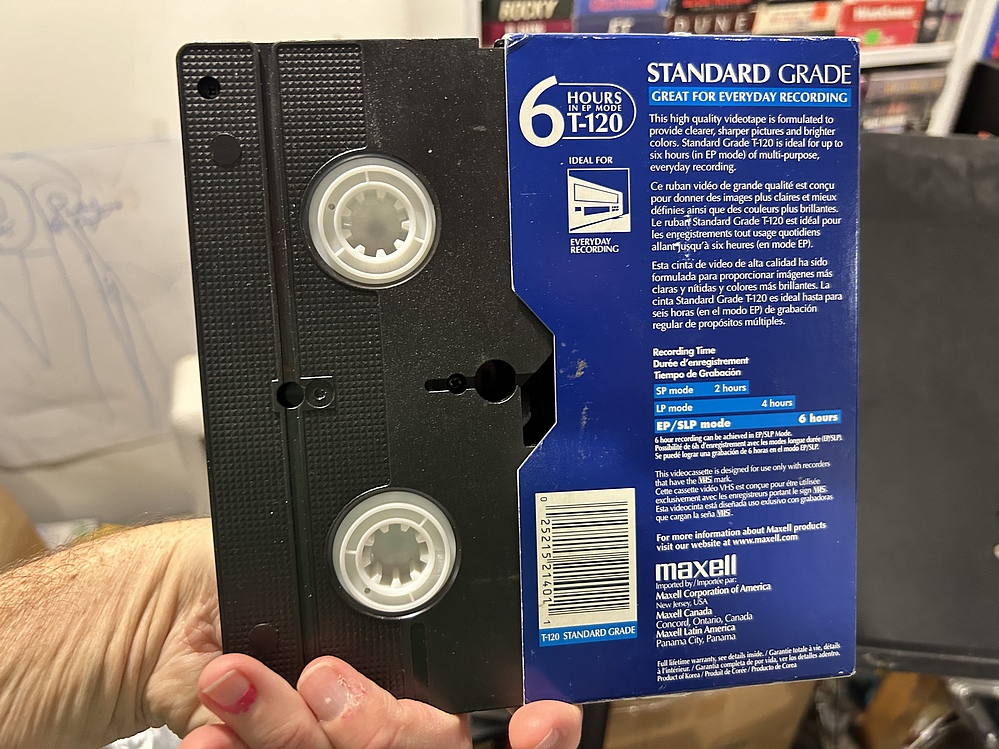 ROCKY
DUNE
6 HOURS
IN EP MODE
T-120
IDEAL FOR
EVERYDAY
RECORDING
STANDARD GRADE
GREAT FOR EVERYDAY RECORDING
This high quality videotape is formulated to
provide clearer, sharper pictures and brighter
colors. Standard Grade T-120 is ideal for up to
six hours (in EP mode) of multi-purpose,
everyday recording.
Ce ruban vidéo de grande qualité est conçu
pour donner des images plus claires et mieux
définies ainsi que des couleurs plus brillantes.
Le ruban Standard Grade T-120 est idéal pour
les enregistrements tout usage quotidiens
allant jusqu'à six heures (en mode EP).
Esta cinta de video de alta calidad ha sido
formulada para proporcionar imágenes más
claras y nítidas y colores más brillantes. La
cinta Standard Grade T-120 es ideal hasta para
seis horas (en el modo EP) de grabación
regular de propósitos múltiples.
Recording Time
Durée d'enregistrement
Tiempo de Grabación
SP mode 2 hours
LP mode 4 hours
EP/SLP mode 6 hours
6 hour recording can be achieved in EP/SLP Mode.
Possibilité de 6h d'enregistrement avec les modes longue durée (EP/SLP).
Se puedé lograr una grabación de 6 horas en el modo EP/SLP.
This videocassette is designed for use only with recorders
that have the VHS mark.
Cette cassette vidéo VHS est conçue pour être utilisée
exclusivement avec les enregistreurs portant le sign VHS.
Esta videocinta está diseñada uso exlusivo con grabadoras
que cargan la seña VHS.
For more information about Maxell products
visit our website at www.maxell.com
maxell
Imported by/Importée par:
Maxell Corporation of America
New Jersey, USA
Maxell Canada
Concord, Ontario, Canada
Maxell Latin America
Panama City, Panama
Full lifetime warranty, see details inside. / Garantie totale à vie, détails
à l'intérieur. / Garantía completa de por vida, ver los detalles adentro.
Product of Korea / Produit de Corée / Producto de Corea
0 25215 21401 1
T-120 STANDARD GRADE